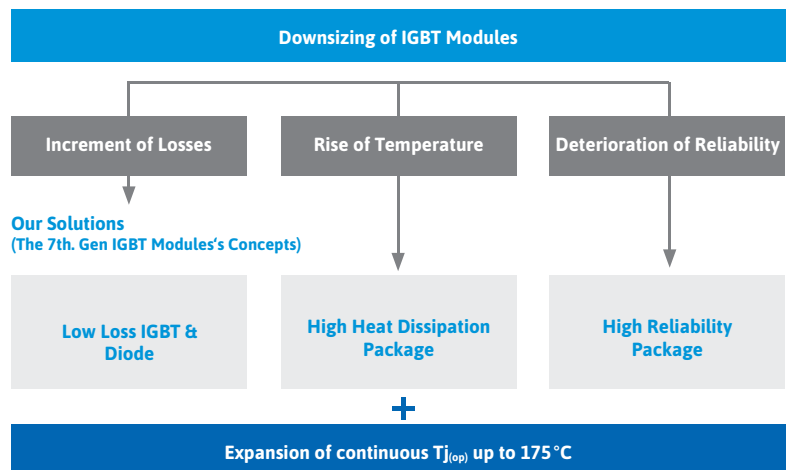 Downsizing of IGBT Modules
Increment of Losses
Rise of Temperature
Deterioration of Reliability
Our Solutions
(The 7th. Gen IGBT Modules‘s Concepts)
Low Loss IGBT &
Diode
High Heat Dissipation
Package
High Reliability
Package
+
Expansion of continuous Tj(op) up to 175°C